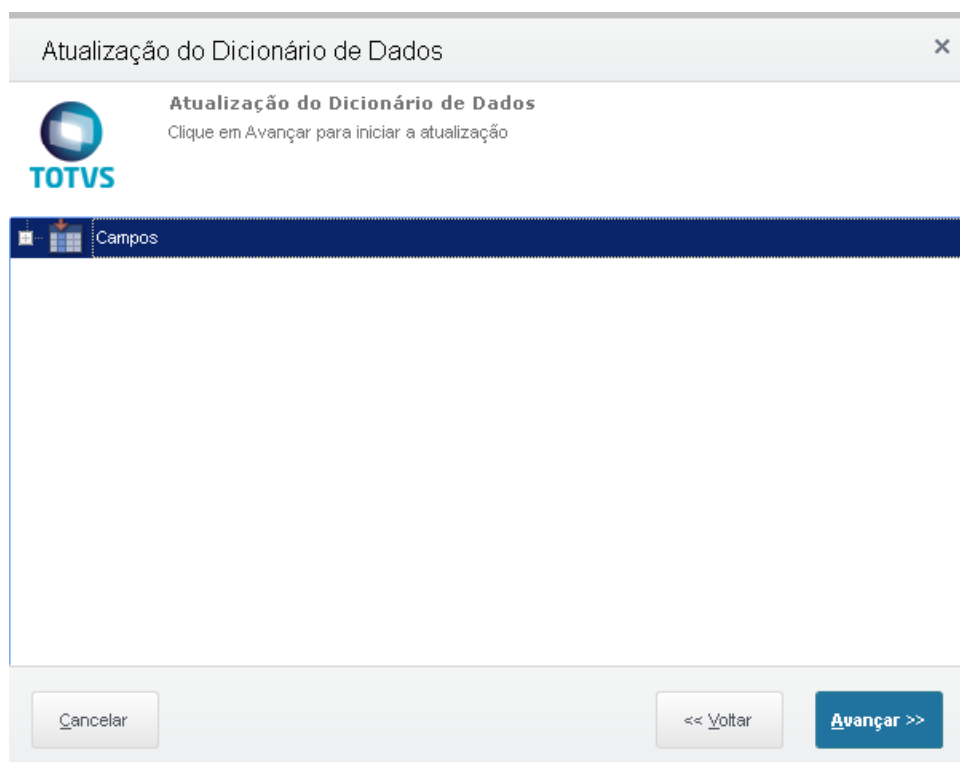 Atualização do Dicionário de Dados
Atualização do Dicionário de Dados
Clique em Avançar para iniciar a atualização
TOTVS
Campos
Cancelar
<< Voltar
Avançar >>